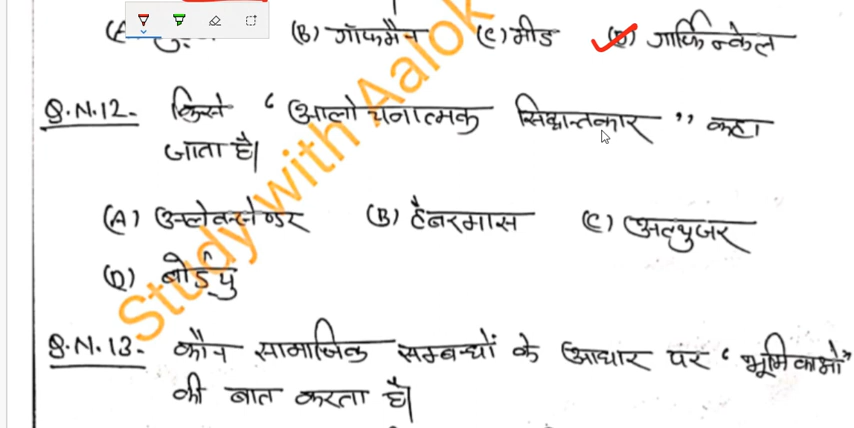 (B) गॉफमैन (C) मीड (D) गार्फिन्केल
Q.N.12- किसे "आलोचनात्मक सिद्धान्तकार" कहा
जाता है।
(A) अलेक्जेण्डर (B) हैबरमास (C) अल्थुजर
(D) बोर्ड्यु
Q.N.13- कौन सामाजिक सम्बन्धों के आधार पर "भूमिकाओं"
की बात करता है।
Study with Aalok